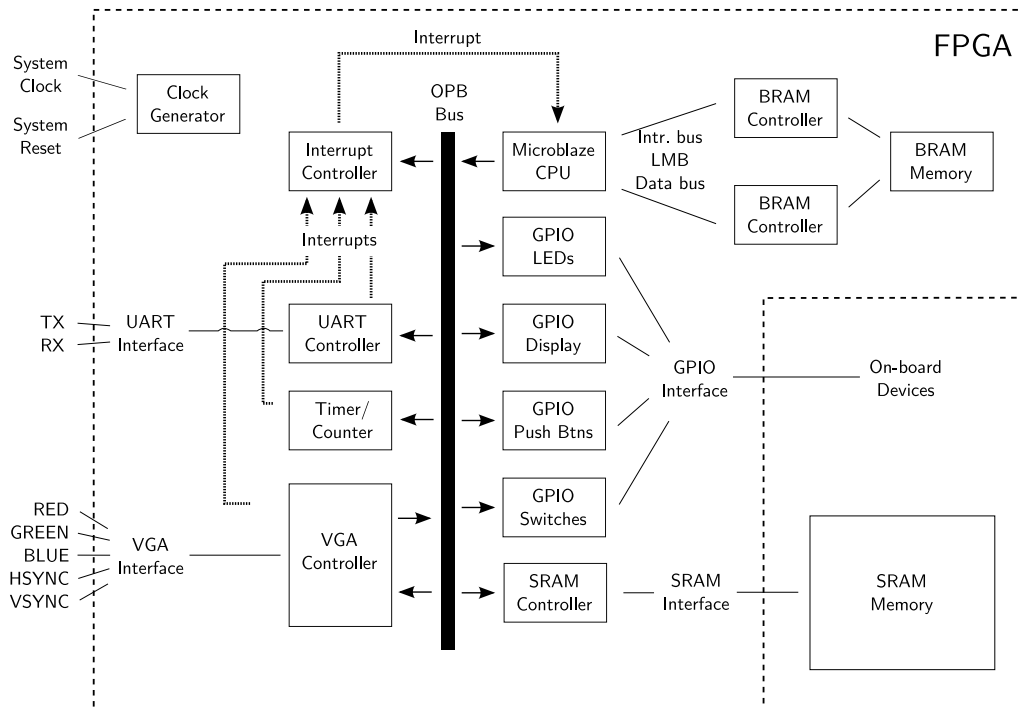 Interrupt
FPGA
System
Clock
System
Reset
Clock
Generator
OPB
Bus
Interrupt
Controller
Microblaze
CPU
Intr. bus
LMB
Data bus
BRAM
Controller
BRAM
Controller
BRAM
Memory
Interrupts
GPIO
LEDs
TX
RX
UART
Interface
UART
Controller
GPIO
Display
GPIO
Interface
On-board
Devices
Timer/
Counter
GPIO
Push Btns
RED
GREEN
BLUE
HSYNC
VSYNC
VGA
Interface
VGA
Controller
GPIO
Switches
SRAM
Controller
SRAM
Interface
SRAM
Memory